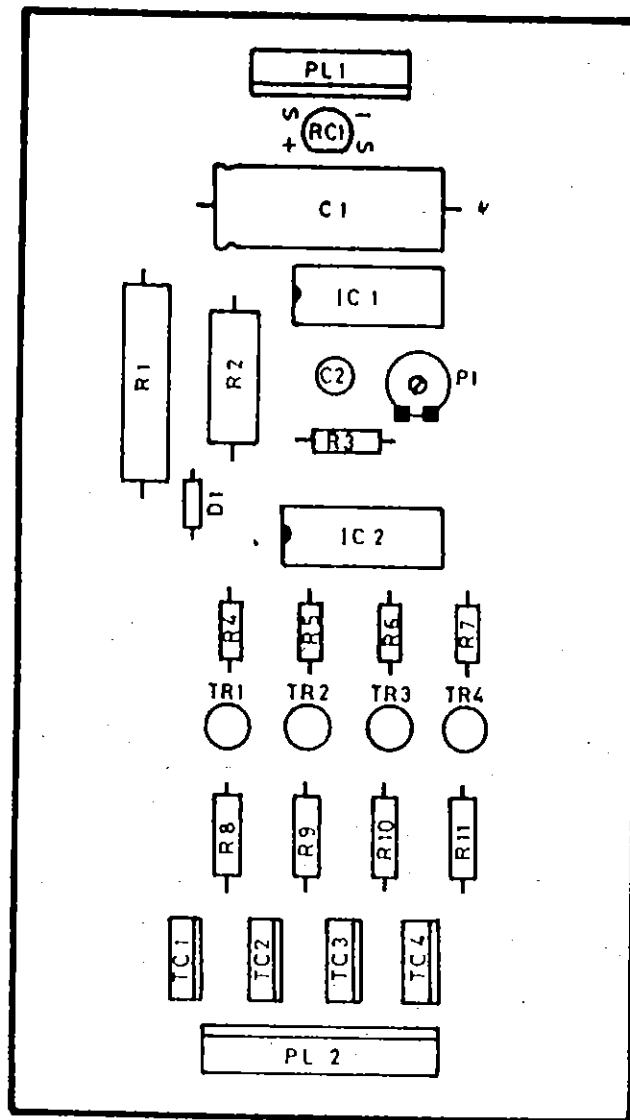 PL1
S -
RC1
+ S
C1
IC1
R1
R2
C2
P1
R3
D1
IC2
R4 R5 R6 R7
TR1 TR2 TR3 TR4
R8 R9 R10 R11
TC1 TC2 TC3 TC4
PL 2